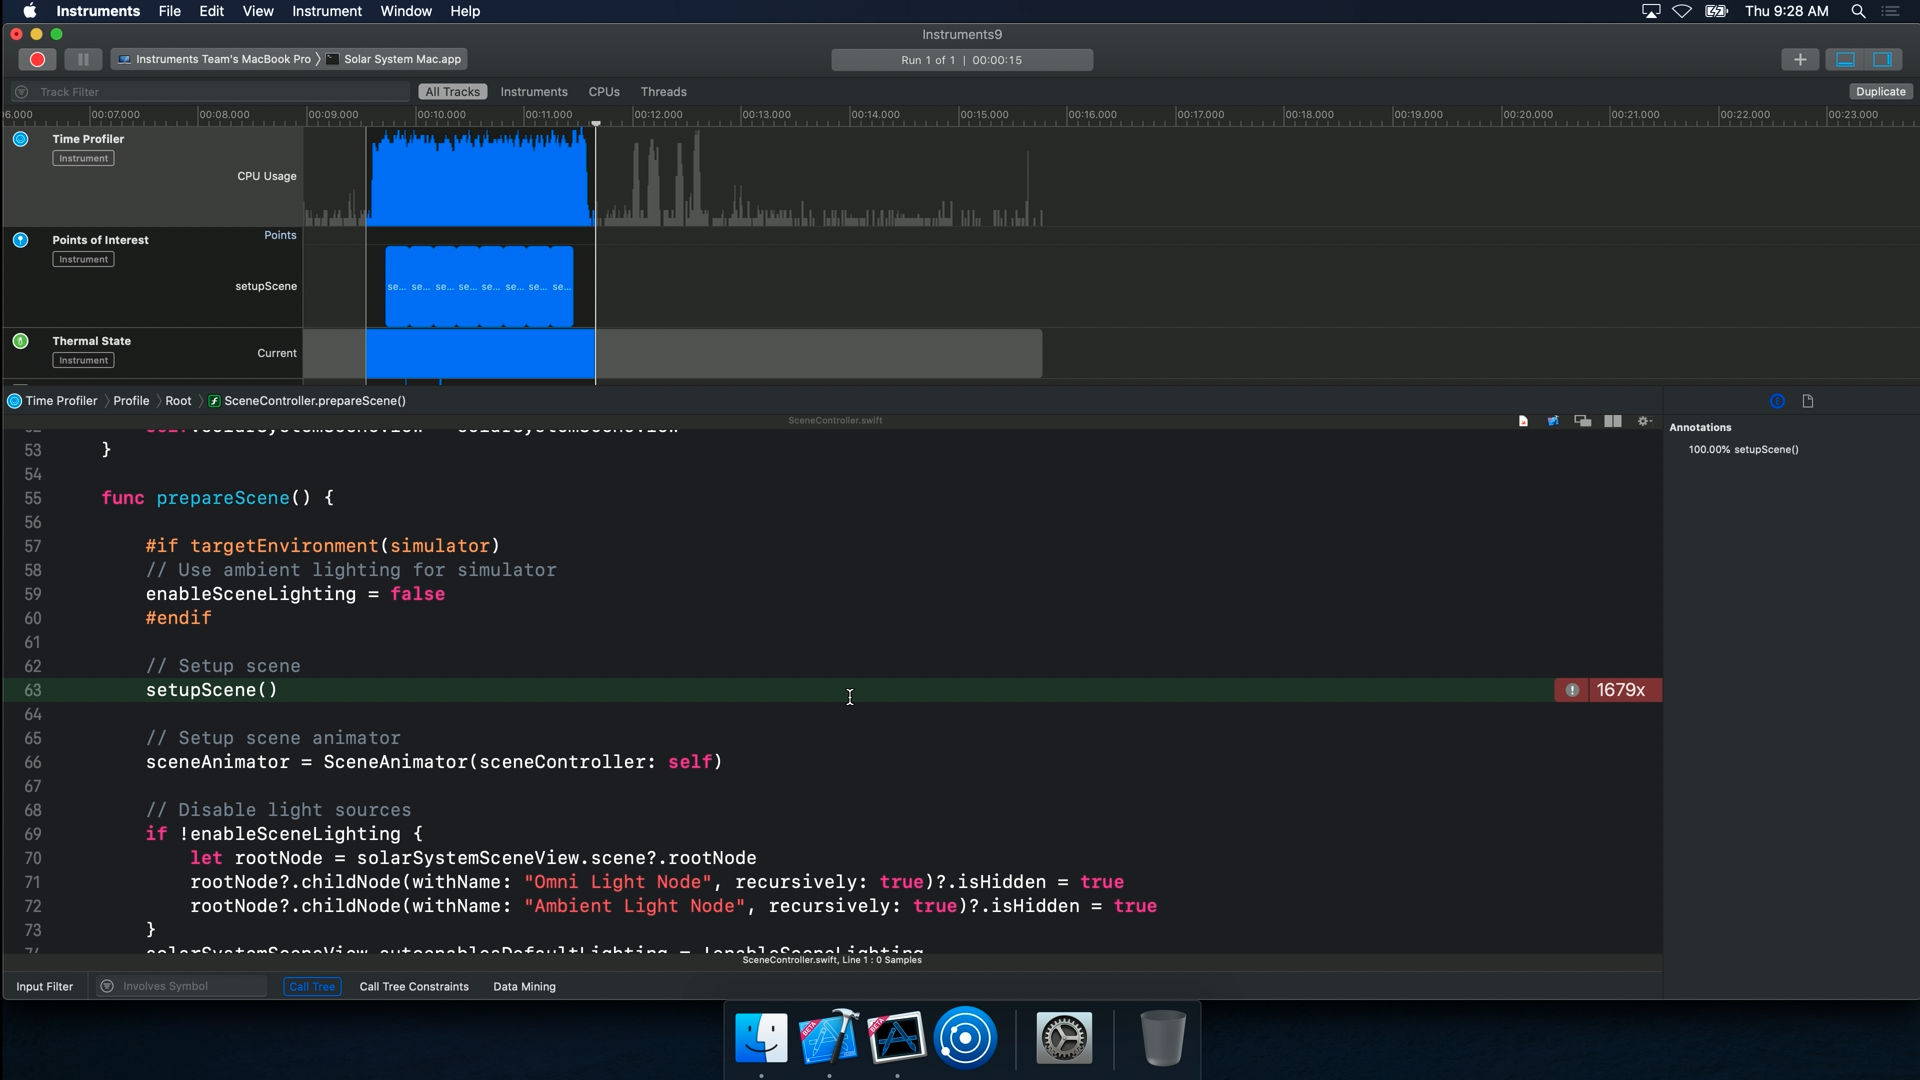 Instruments File Edit View Instrument Window Help Thu 9:28 AM
Instruments9
Instruments Team's MacBook Pro 〉 Solar System Mac.app Run 1 of 1 | 00:00:15
Track Filter All Tracks Instruments CPUs Threads Duplicate
6.000 00:07.000 00:08.000 00:09.000 00:10.000 00:11.000 00:12.000 00:13.000 00:14.000 00:15.000 00:16.000 00:17.000 00:18.000 00:19.000 00:20.000 00:21.000 00:22.000 00:23.000
Time Profiler
Instrument
CPU Usage
Points of Interest Points
Instrument
setupScene se... se... se... se... se... se... se... se...
Thermal State
Instrument Current
Time Profiler 〉 Profile 〉 Root 〉 SceneController.prepareScene()
SceneController.swift
Annotations
100.00% setupScene()
53 }
54
55 func prepareScene() {
56
57 #if targetEnvironment(simulator)
58 // Use ambient lighting for simulator
59 enableSceneLighting = false
60 #endif
61
62 // Setup scene
63 setupScene() ! 1679x
64
65 // Setup scene animator
66 sceneAnimator = SceneAnimator(sceneController: self)
67
68 // Disable light sources
69 if !enableSceneLighting {
70 let rootNode = solarSystemSceneView.scene?.rootNode
71 rootNode?.childNode(withName: "Omni Light Node", recursively: true)?.isHidden = true
72 rootNode?.childNode(withName: "Ambient Light Node", recursively: true)?.isHidden = true
73 }
74 solarSystemSceneView.autoenablesDefaultLighting = !enableSceneLighting
SceneController.swift, Line 1 : 0 Samples
Input Filter Involves Symbol Call Tree Call Tree Constraints Data Mining
BETA BETA